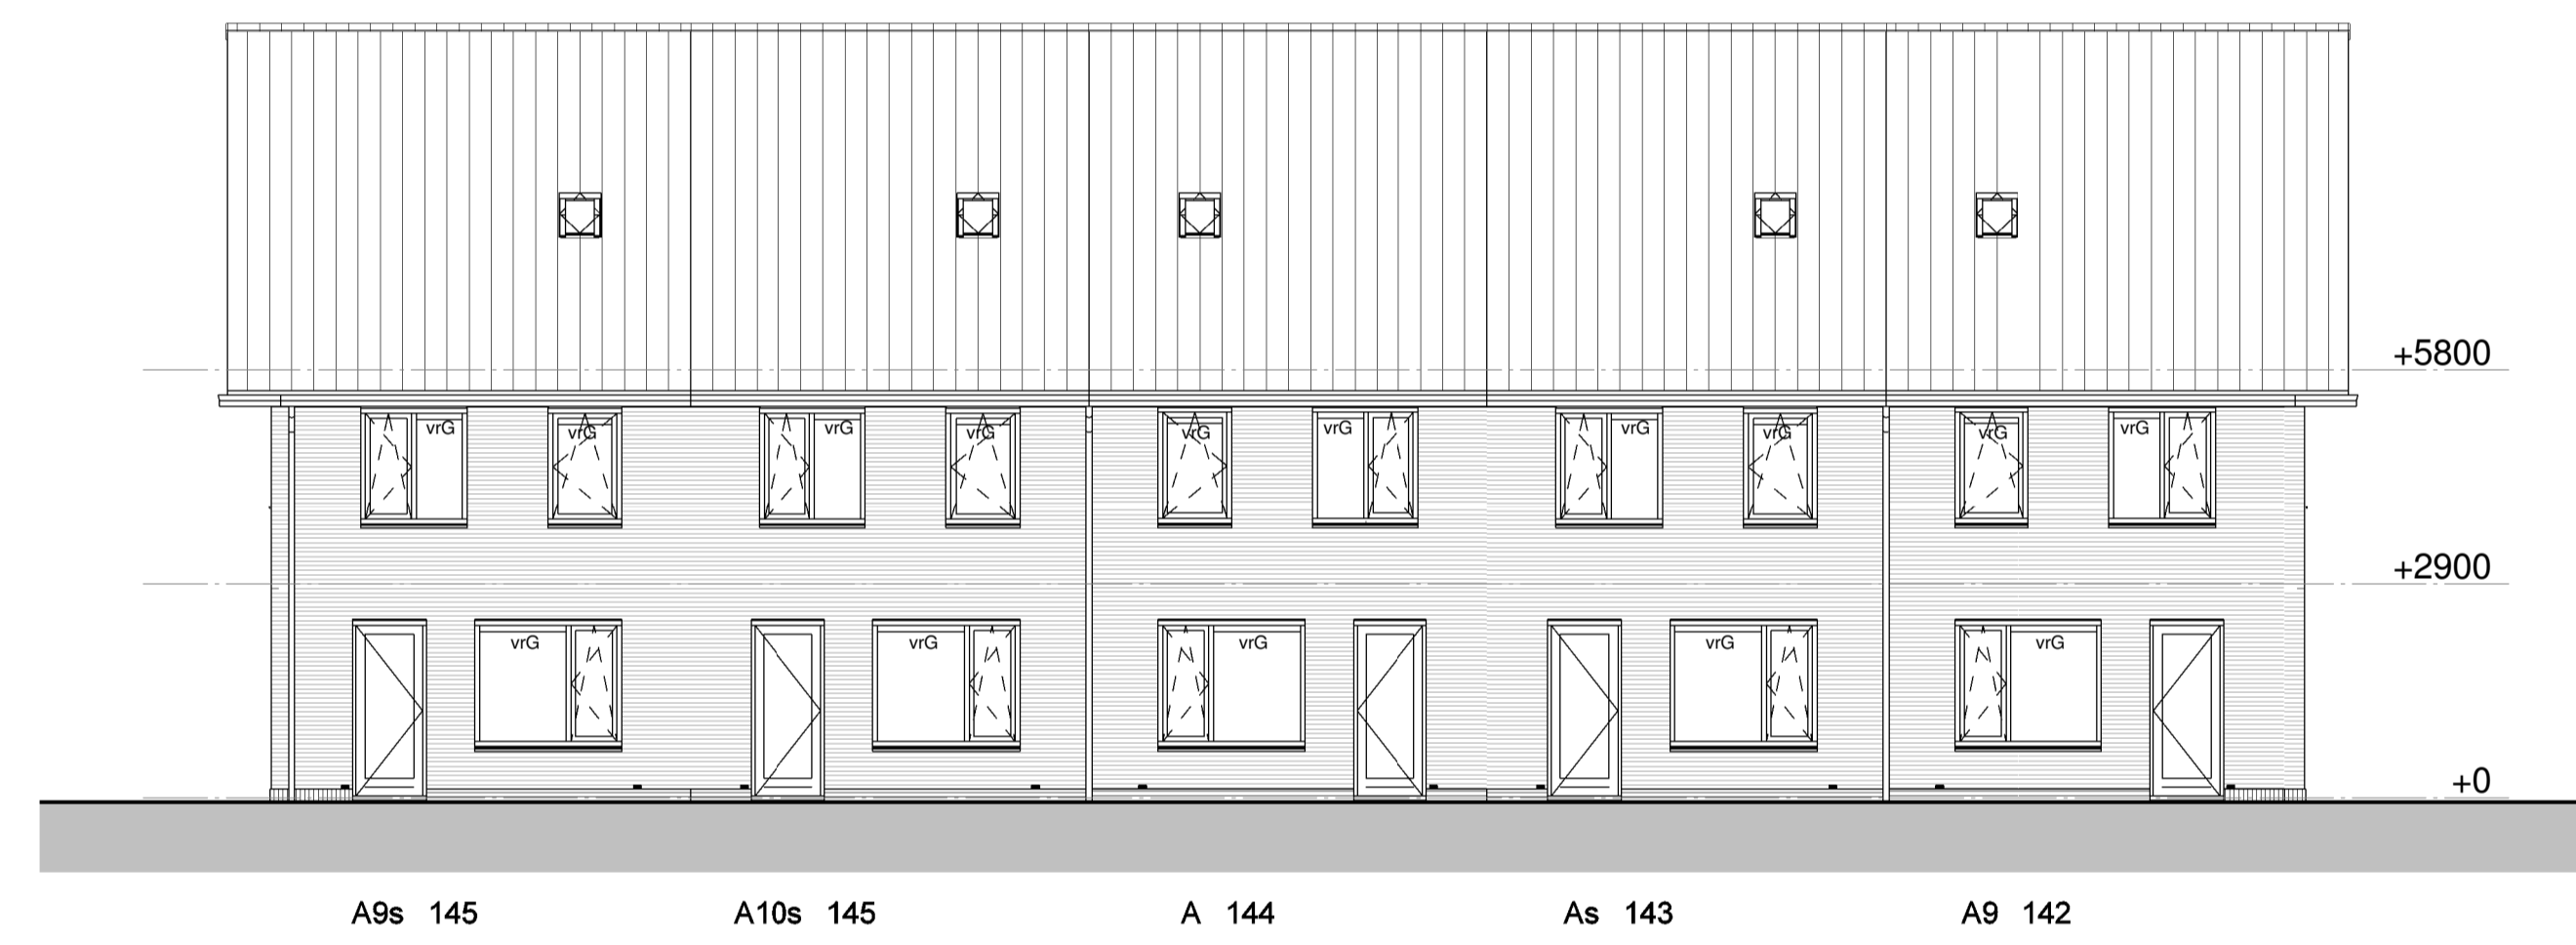 +5800
vrG vrG vrG vrG vrG vrG vrG vrG vrG vrG
+2900
vrG vrG vrG vrG vrG
+0
A9s 145 A10s 145 A 144 As 143 A9 142